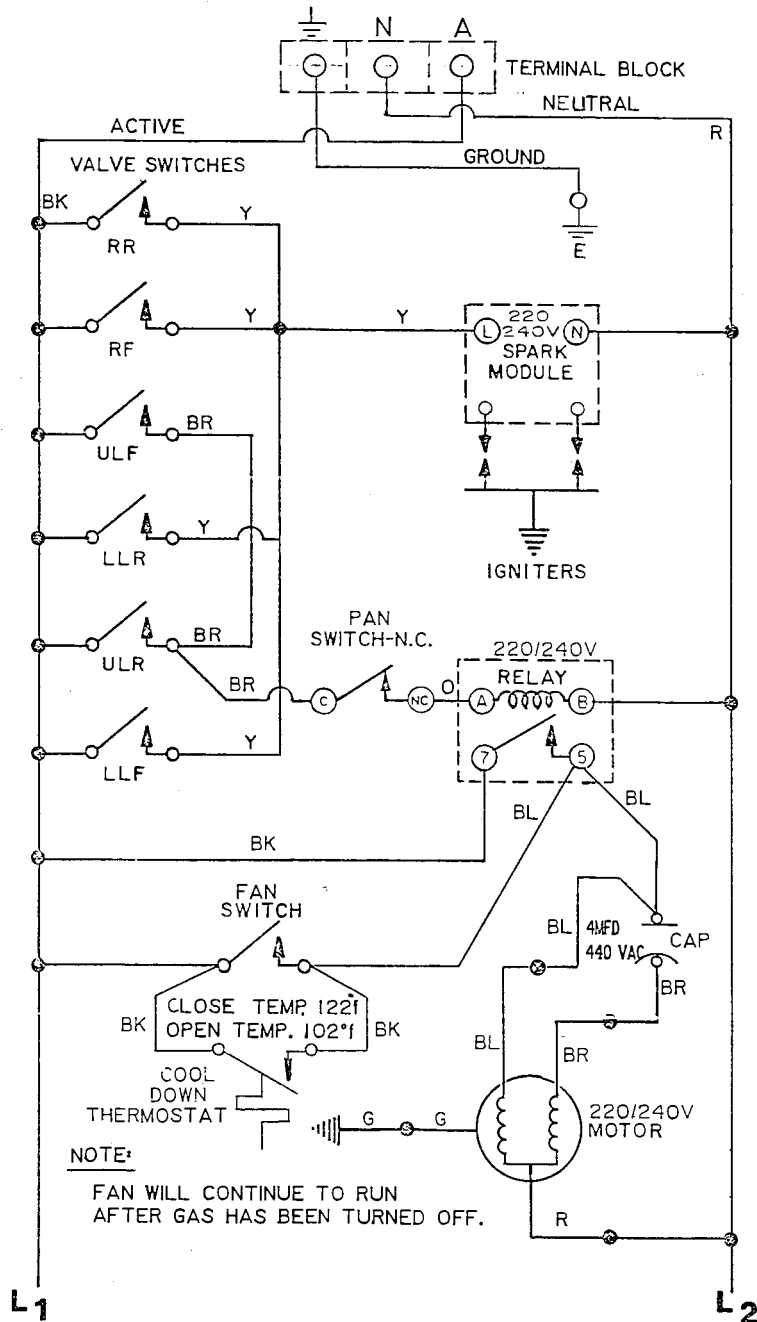 N A
TERMINAL BLOCK
NEUTRAL
ACTIVE
R
GROUND
VALVE SWITCHES
BK
Y
RR
E
Y
Y
220
240V
L
N
SPARK
MODULE
RF
BR
ULF
Y
LLR
IGNITERS
PAN
SWITCH-N.C.
BR
220/240V
ULR
BR
O
RELAY
C
NC
A
B
Y
7
5
LLF
BL
BL
BK
FAN
SWITCH
BL
4MFD
440 VAC
CAP
BR
CLOSE TEMP. 122°f
OPEN TEMP. 102°f
BK
BK
BL
BR
COOL
DOWN
THERMOSTAT
G
G
220/240V
MOTOR
NOTE:
FAN WILL CONTINUE TO RUN
AFTER GAS HAS BEEN TURNED OFF.
R
L1
L2